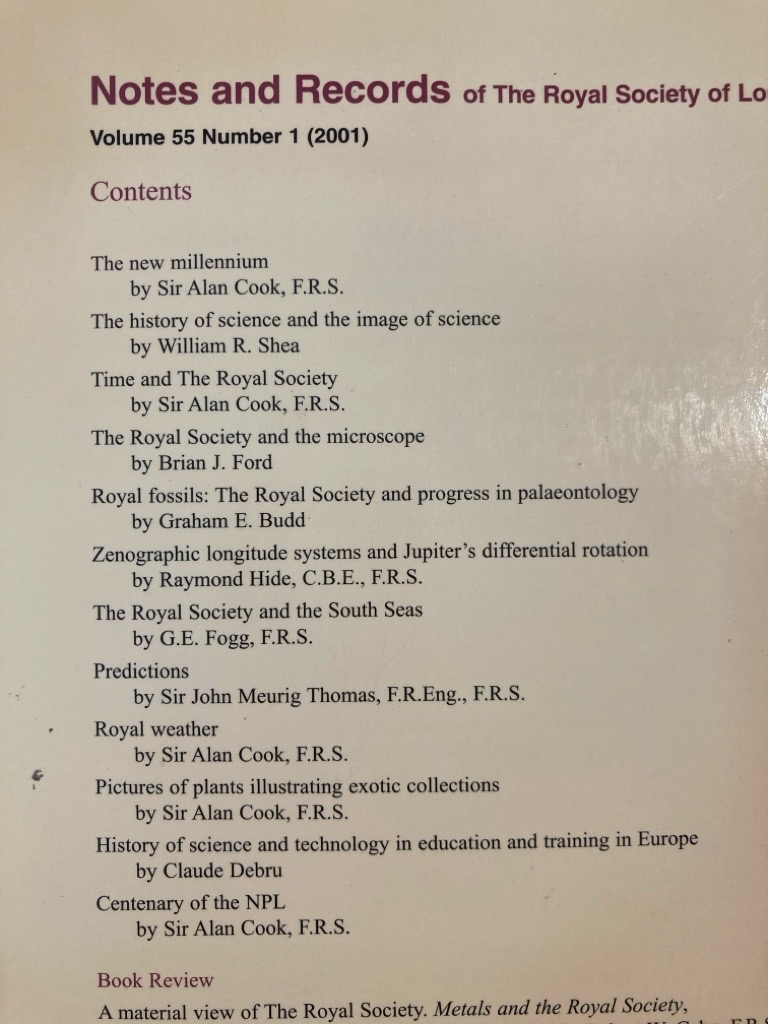 Notes and Records of The Royal Society of
Volume 55 Number 1 (2001)
Contents
The new millennium
by Sir Alan Cook, F.R.S.
The history of science and the image of science
by William R. Shea
Time and The Royal Society
by Sir Alan Cook, F.R.S.
The Royal Society and the microscope
by Brian J. Ford
Royal fossils: The Royal Society and progress in palaeontology
by Graham E. Budd
Zenographic longitude systems and Jupiter's differential rotation
by Raymond Hide, C.B.E., F.R.S.
The Royal Society and the South Seas
by G.E. Fogg, F.R.S.
Predictions
by Sir John Meurig Thomas, F.R.Eng., F.R.S.
Royal weather
by Sir Alan Cook, F.R.S.
Pictures of plants illustrating exotic collections
by Sir Alan Cook, F.R.S.
History of science and technology in education and training in Europe
by Claude Debru
Centenary of the NPL
by Sir Alan Cook, F.R.S.
Book Review
A material view of The Royal Society. Metals and the Royal Society,